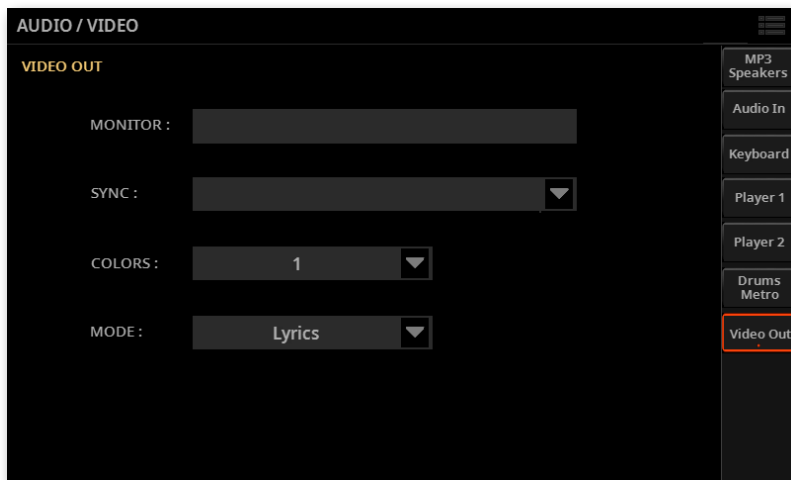 AUDIO / VIDEO
VIDEO OUT
MONITOR :
SYNC :
COLORS :
1
MODE :
Lyrics
MP3
Speakers
Audio In
Keyboard
Player 1
Player 2
Drums
Metro
Video Out